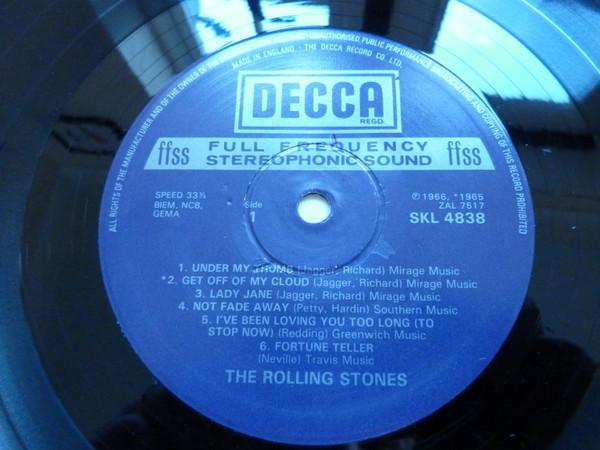 ALL RIGHTS OF THE MANUFACTURER AND OF THE OWNER OF THE RECORDED WORK RESERVED · UNAUTHORISED PUBLIC PERFORMANCE BROADCASTING AND COPYING OF THIS RECORD PROHIBITED
MADE IN ENGLAND · THE DECCA RECORD CO. LTD.
DECCA
REGD.
ffss FULL FREQUENCY ffss
STEREOPHONIC SOUND
SPEED 33⅓ Side ℗ 1966, *1965
BIEM, NCB, 1 ZAL 7517
GEMA SKL 4838
1. UNDER MY THUMB (Jagger, Richard) Mirage Music
*2. GET OFF OF MY CLOUD (Jagger, Richard) Mirage Music
3. LADY JANE (Jagger, Richard) Mirage Music
4. NOT FADE AWAY (Petty, Hardin) Southern Music
5. I'VE BEEN LOVING YOU TOO LONG (TO
STOP NOW) (Redding) Greenwich Music
6. FORTUNE TELLER
(Neville) Travis Music
THE ROLLING STONES